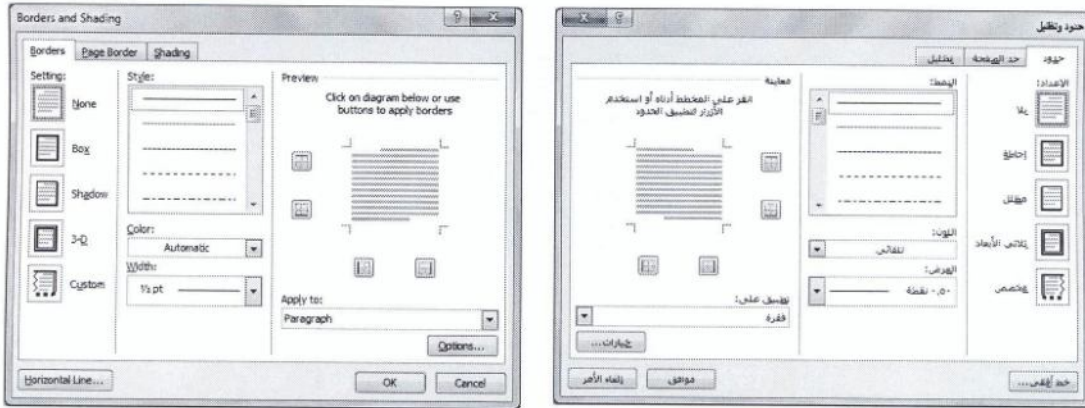 Borders and Shading
Borders Page Border Shading
Setting:
None
Box
Shadow
3-D
Custom
Style:
Color:
Automatic
Width:
½ pt
Preview
Click on diagram below or use
buttons to apply borders
Apply to:
Paragraph
Options...
Horizontal Line...
OK Cancel
حدود وتظليل
حدود حد الصفحة تظليل
الإعداد:
بلا
إحاطة
مظلل
ثلاثي الأبعاد
مخصص
النمط:
اللون:
تلقائي
العرض:
٠,٥٠ نقطة
معاينة
انقر على المخطط أدناه أو استخدم
الأزرار لتطبيق الحدود
تطبيق على:
فقرة
خيارات...
خط أفقي...
موافق إلغاء الأمر